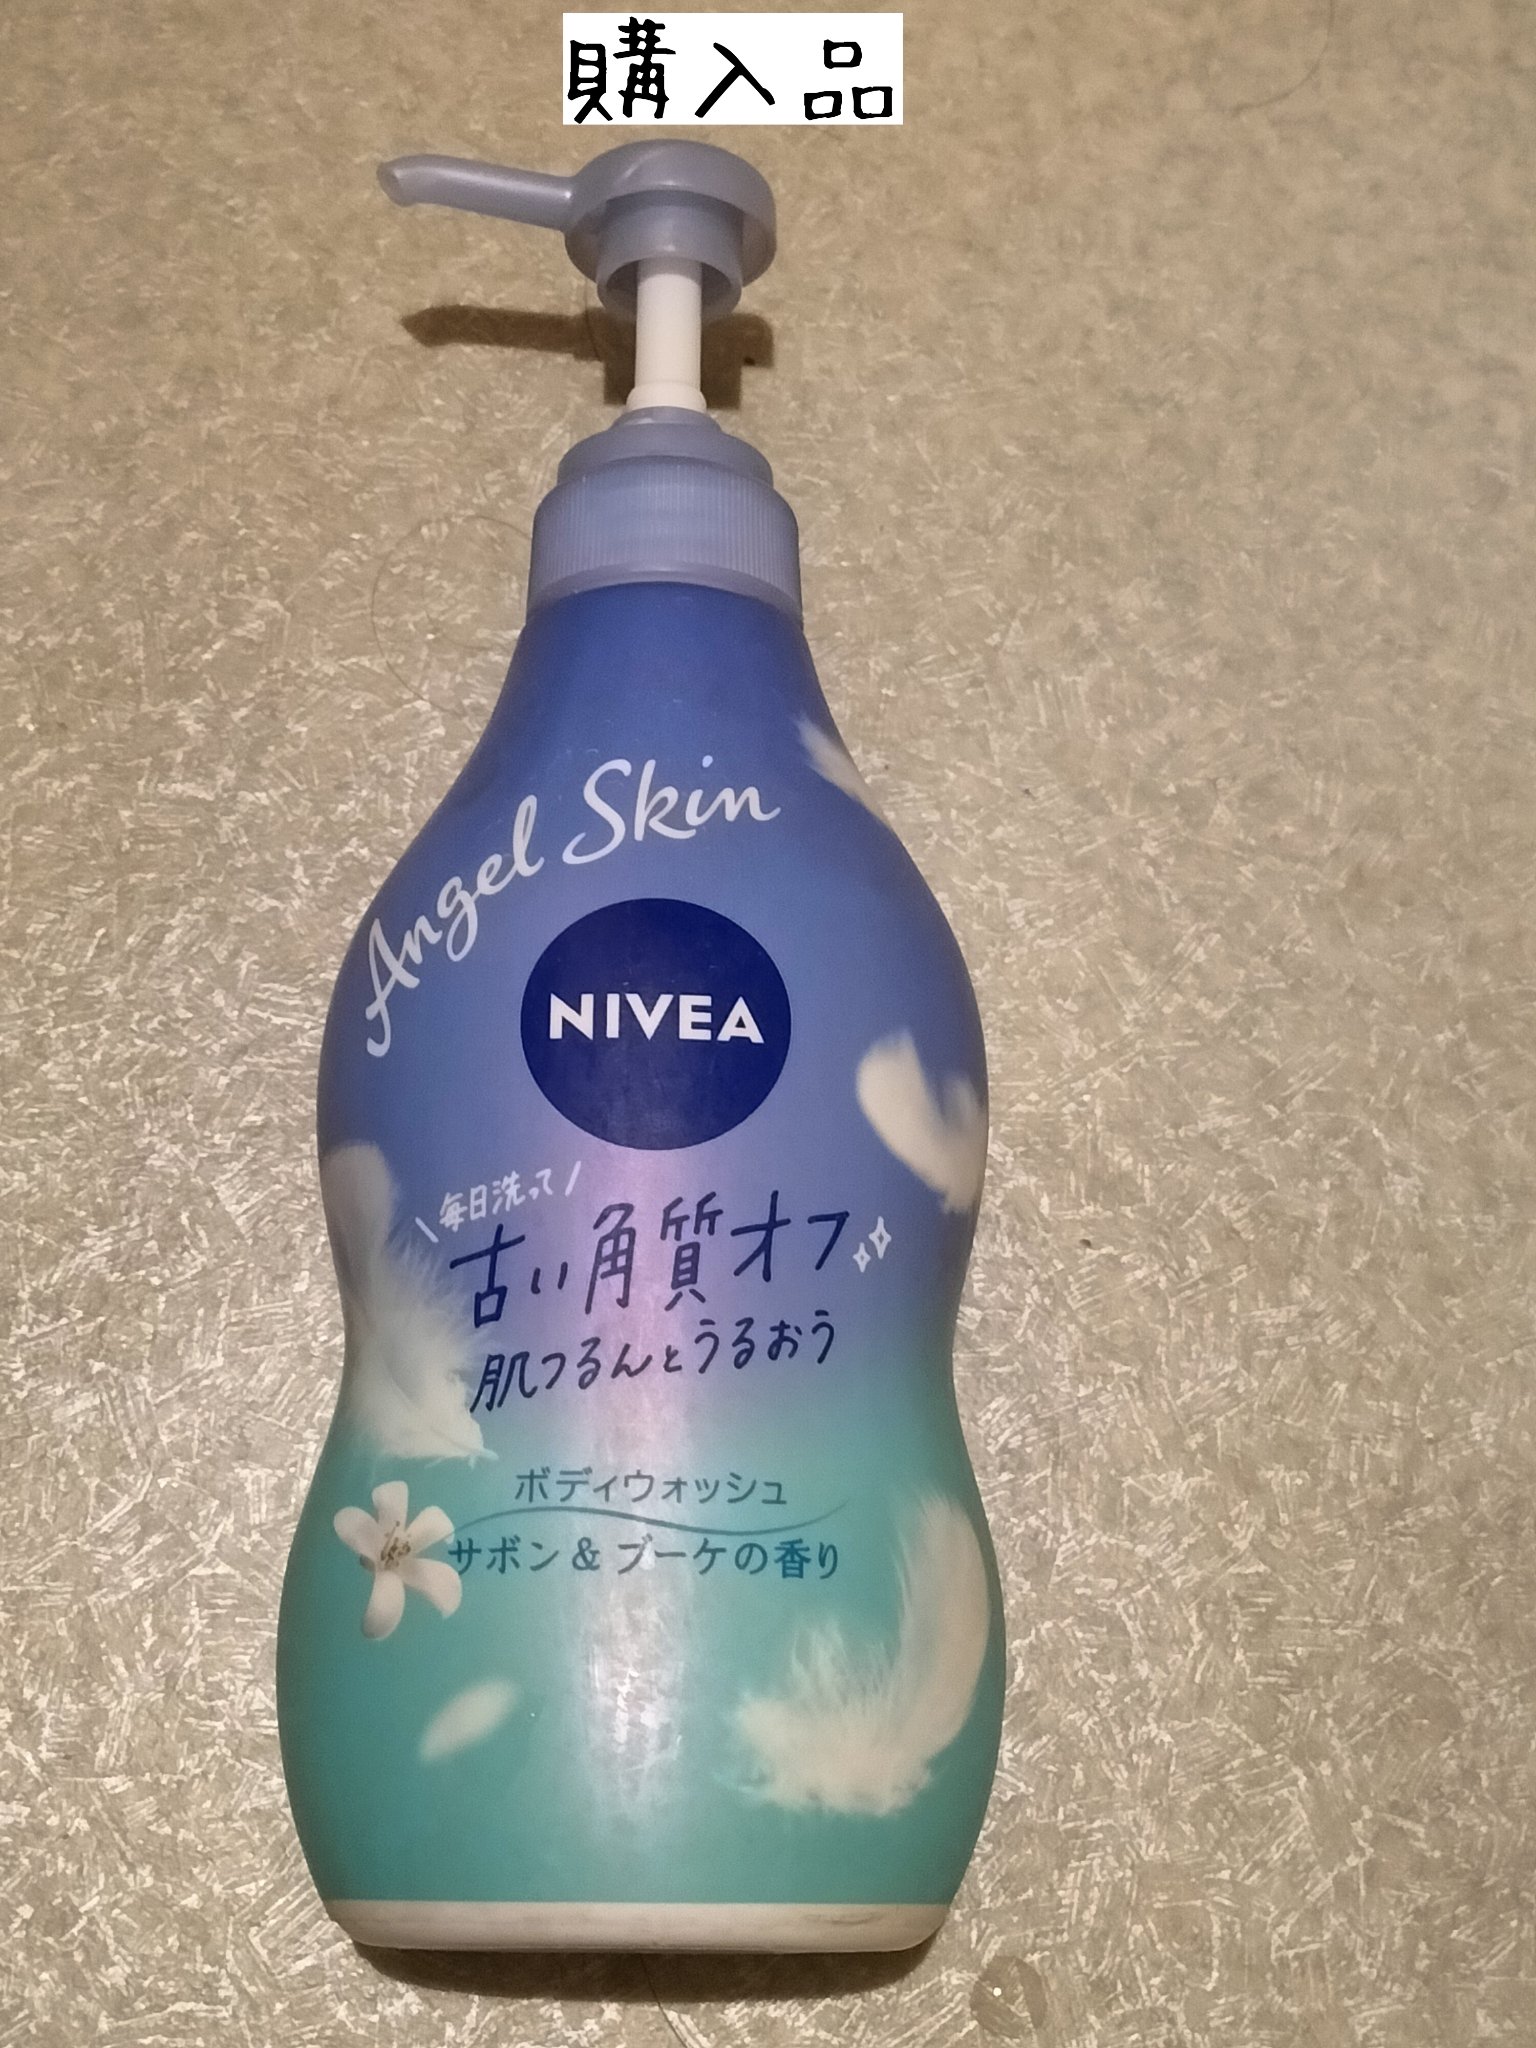 購入品
Angel Skin
NIVEA
\ 毎日洗って /
古い角質オフ
肌つるんとうるおう
ボディウォッシュ
サボン & ブーケの香り